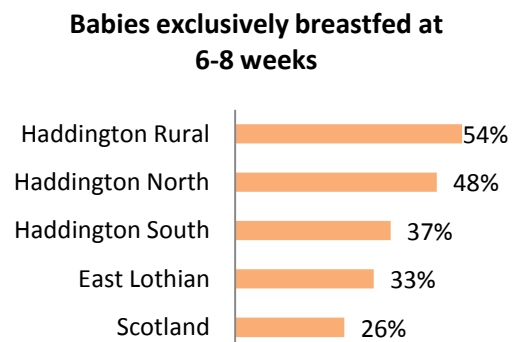 Babies exclusively breastfed at
6-8 weeks
Haddington Rural 54%
Haddington North 48%
Haddington South 37%
East Lothian 33%
Scotland 26%